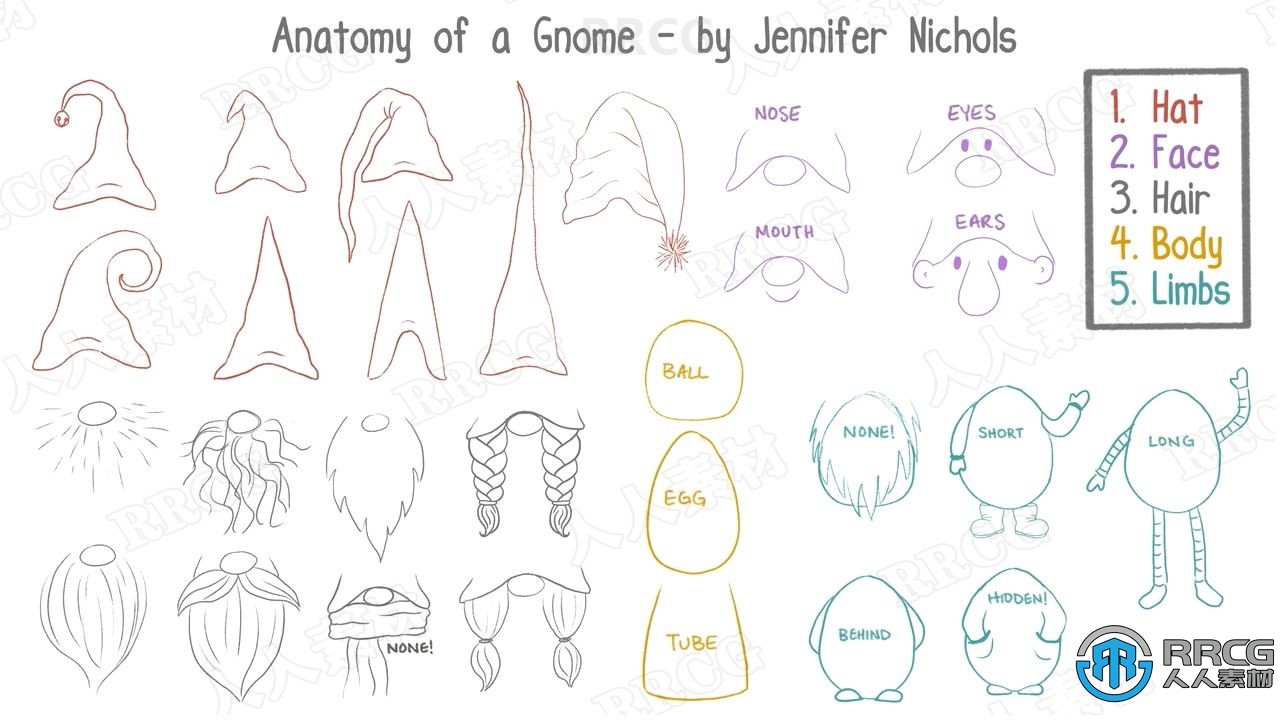 Anatomy of a Gnome - by Jennifer Nichols
1. Hat
2. Face
3. Hair
4. Body
5. Limbs
NOSE
EYES
MOUTH
EARS
BALL
EGG
TUBE
NONE!
NONE!
SHORT
LONG
BEHIND
HIDDEN!
RRCG
人人素材